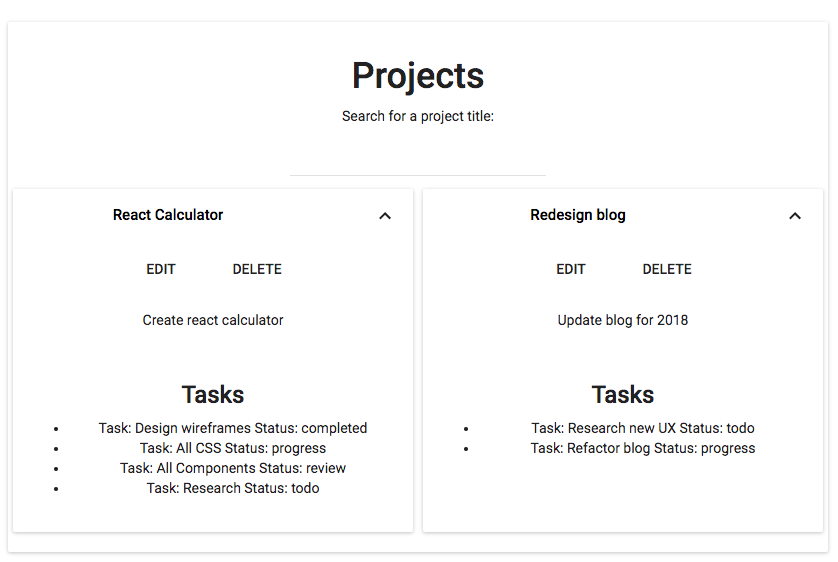 Projects
Search for a project title:
React Calculator
EDIT DELETE
Create react calculator
Tasks
Task: Design wireframes Status: completed
Task: All CSS Status: progress
Task: All Components Status: review
Task: Research Status: todo
Redesign blog
EDIT DELETE
Update blog for 2018
Tasks
Task: Research new UX Status: todo
Task: Refactor blog Status: progress